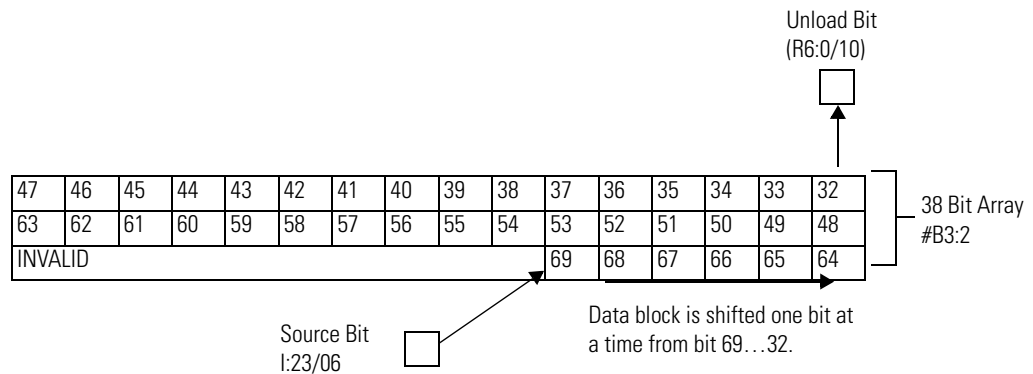 Unload Bit
(R6:0/10)
47 46 45 44 43 42 41 40 39 38 37 36 35 34 33 32
63 62 61 60 59 58 57 56 55 54 53 52 51 50 49 48
INVALID 69 68 67 66 65 64
38 Bit Array
#B3:2
Source Bit
I:23/06
Data block is shifted one bit at
a time from bit 69…32.